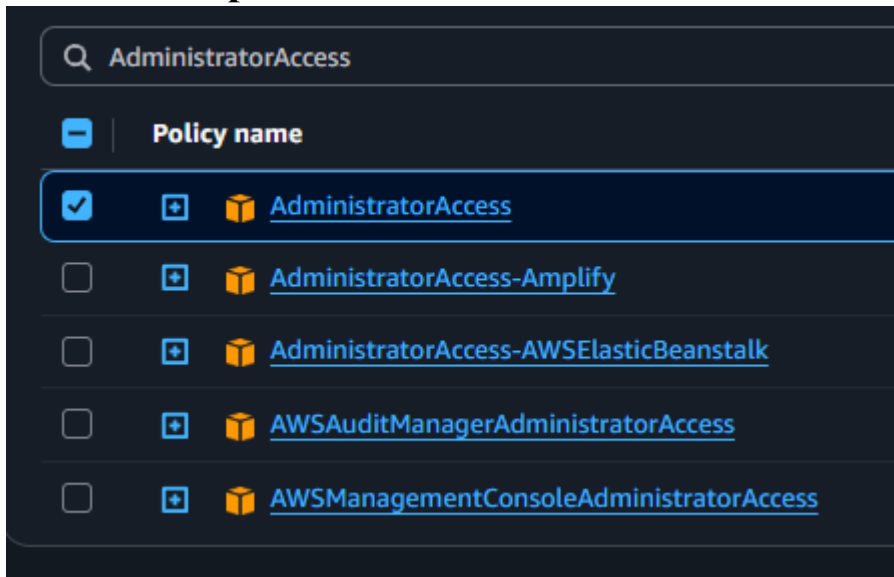 AdministratorAccess
Policy name
AdministratorAccess
AdministratorAccess-Amplify
AdministratorAccess-AWSElasticBeanstalk
AWSAuditManagerAdministratorAccess
AWSManagementConsoleAdministratorAccess